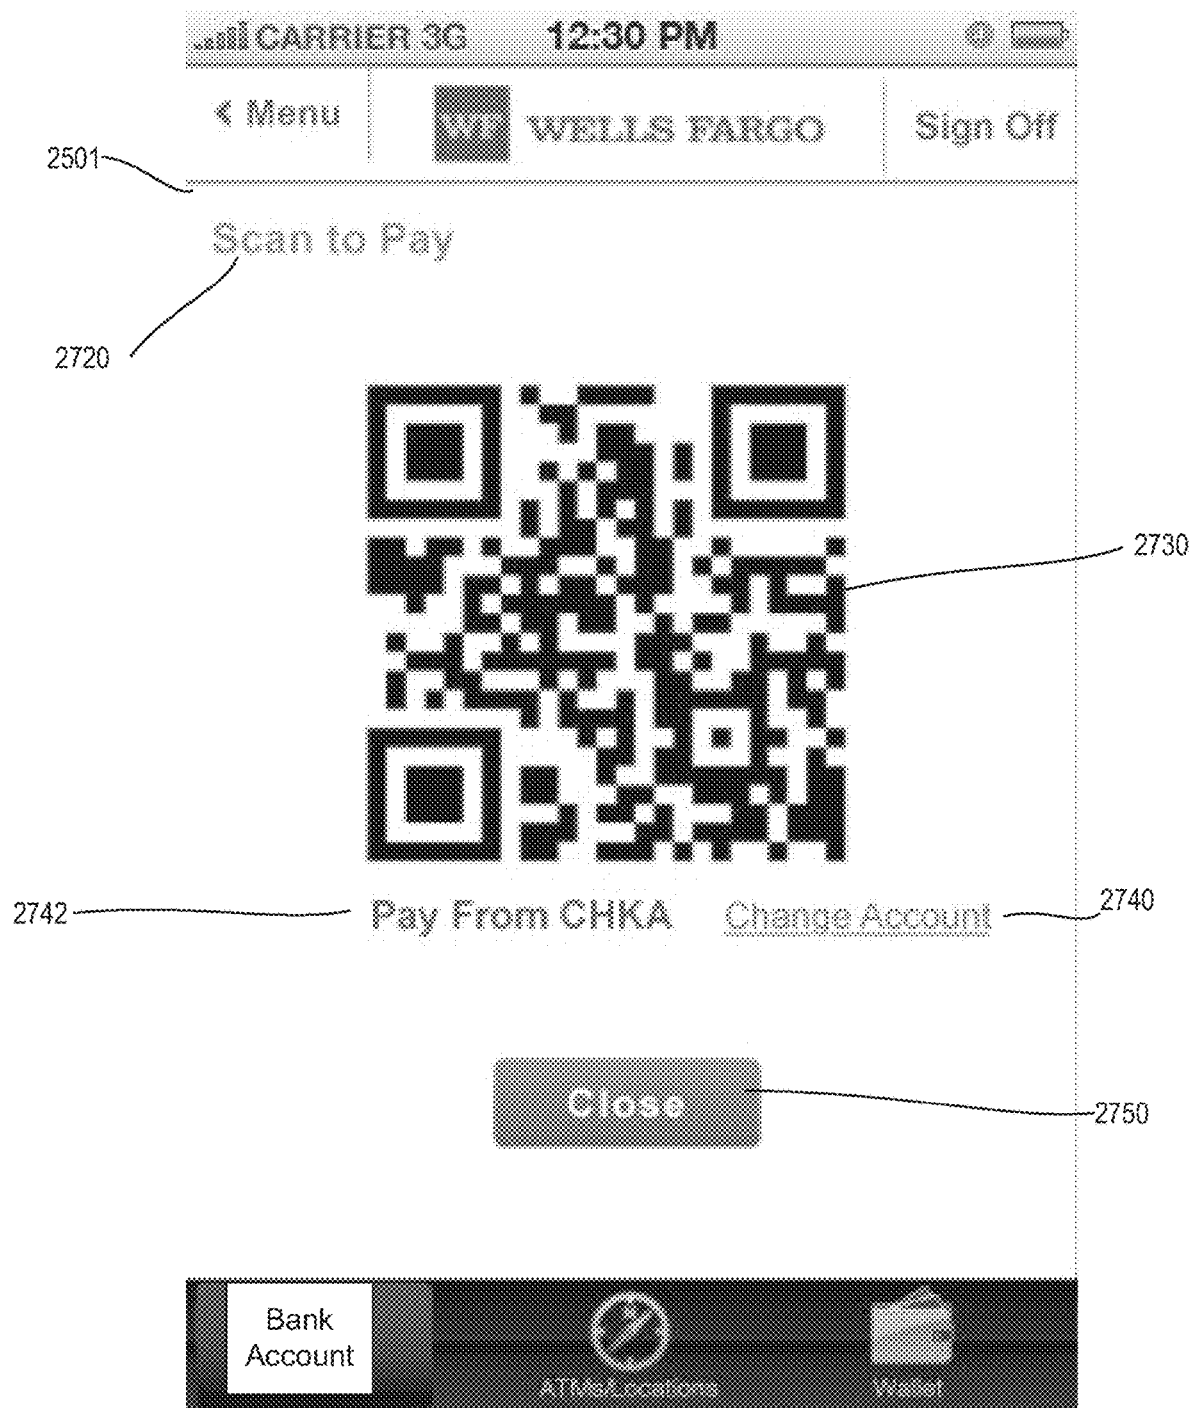 CARRIER 3G 12:30 PM
Menu WF WELLS FARGO Sign Off
2501
Scan to Pay
2720
2730
2742 Pay From CHKA Change Account 2740
Close 2750
Bank
Account
ATMs/Locations Wallet